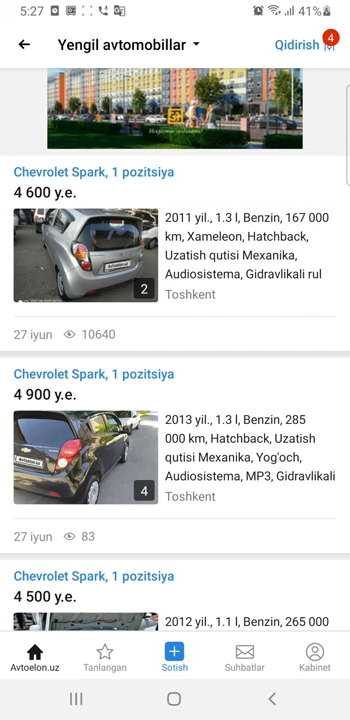 5:27
41%
Yengil avtomobillar
Qidirish
4
Chevrolet Spark, 1 pozitsiya
4 600 y.e.
2011 yil., 1.3 l, Benzin, 167 000
km, Xameleon, Hatchback,
Uzatish qutisi Mexanika,
Audiosistema, Gidravlikali rul
Toshkent
Avtoelon.uz
2
27 iyun
10640
Chevrolet Spark, 1 pozitsiya
4 900 y.e.
2013 yil., 1.3 l, Benzin, 285
000 km, Hatchback, Uzatish
qutisi Mexanika, Yog'och,
Audiosistema, MP3, Gidravlikali
Toshkent
Avtoelon.uz
4
27 iyun
83
Chevrolet Spark, 1 pozitsiya
4 500 y.e.
2012 yil., 1.1 l, Benzin, 265 000
Avtoelon.uz
Tanlangan
Sotish
Suhbatlar
Kabinet